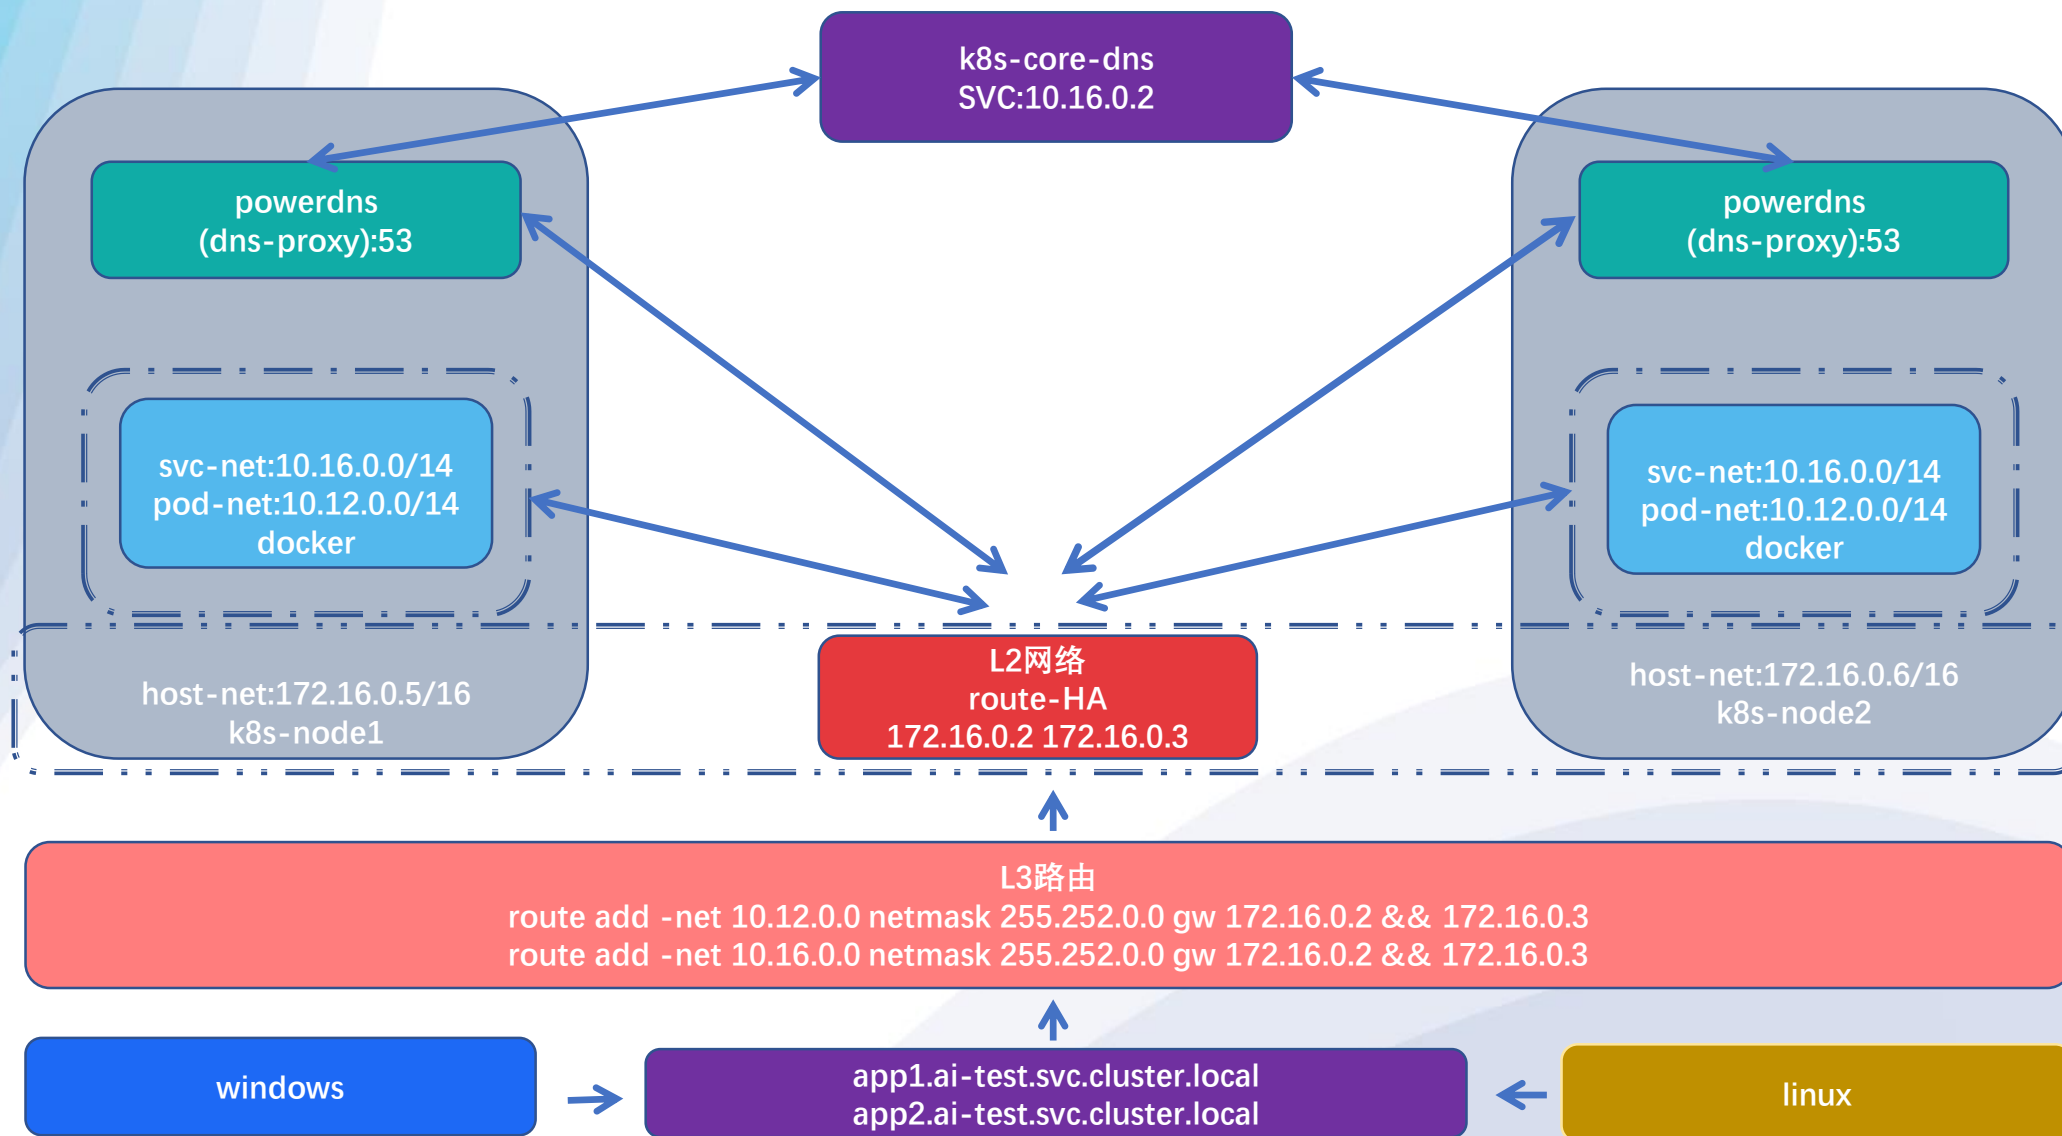 k8s-core-dns
SVC:10.16.0.2
powerdns
(dns-proxy):53
powerdns
(dns-proxy):53
svc-net:10.16.0.0/14
pod-net:10.12.0.0/14
docker
svc-net:10.16.0.0/14
pod-net:10.12.0.0/14
docker
host-net:172.16.0.5/16
k8s-node1
L2网络
route-HA
172.16.0.2 172.16.0.3
host-net:172.16.0.6/16
k8s-node2
L3路由
route add -net 10.12.0.0 netmask 255.252.0.0 gw 172.16.0.2 && 172.16.0.3
route add -net 10.16.0.0 netmask 255.252.0.0 gw 172.16.0.2 && 172.16.0.3
windows
app1.ai-test.svc.cluster.local
app2.ai-test.svc.cluster.local
linux